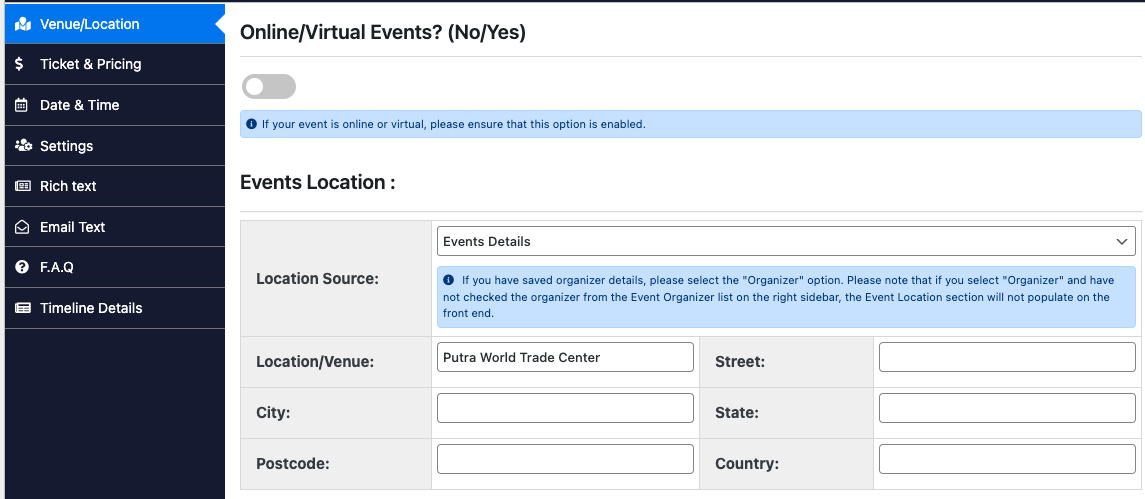 Venue/Location
Ticket & Pricing
Date & Time
Settings
Rich text
Email Text
F.A.Q
Timeline Details
Online/Virtual Events? (No/Yes)
If your event is online or virtual, please ensure that this option is enabled.
Events Location :
Location Source:
Events Details
If you have saved organizer details, please select the "Organizer" option. Please note that if you select "Organizer" and have
not checked the organizer from the Event Organizer list on the right sidebar, the Event Location section will not populate on the
front end.
Location/Venue:
Putra World Trade Center
Street:
City:
State:
Postcode:
Country: